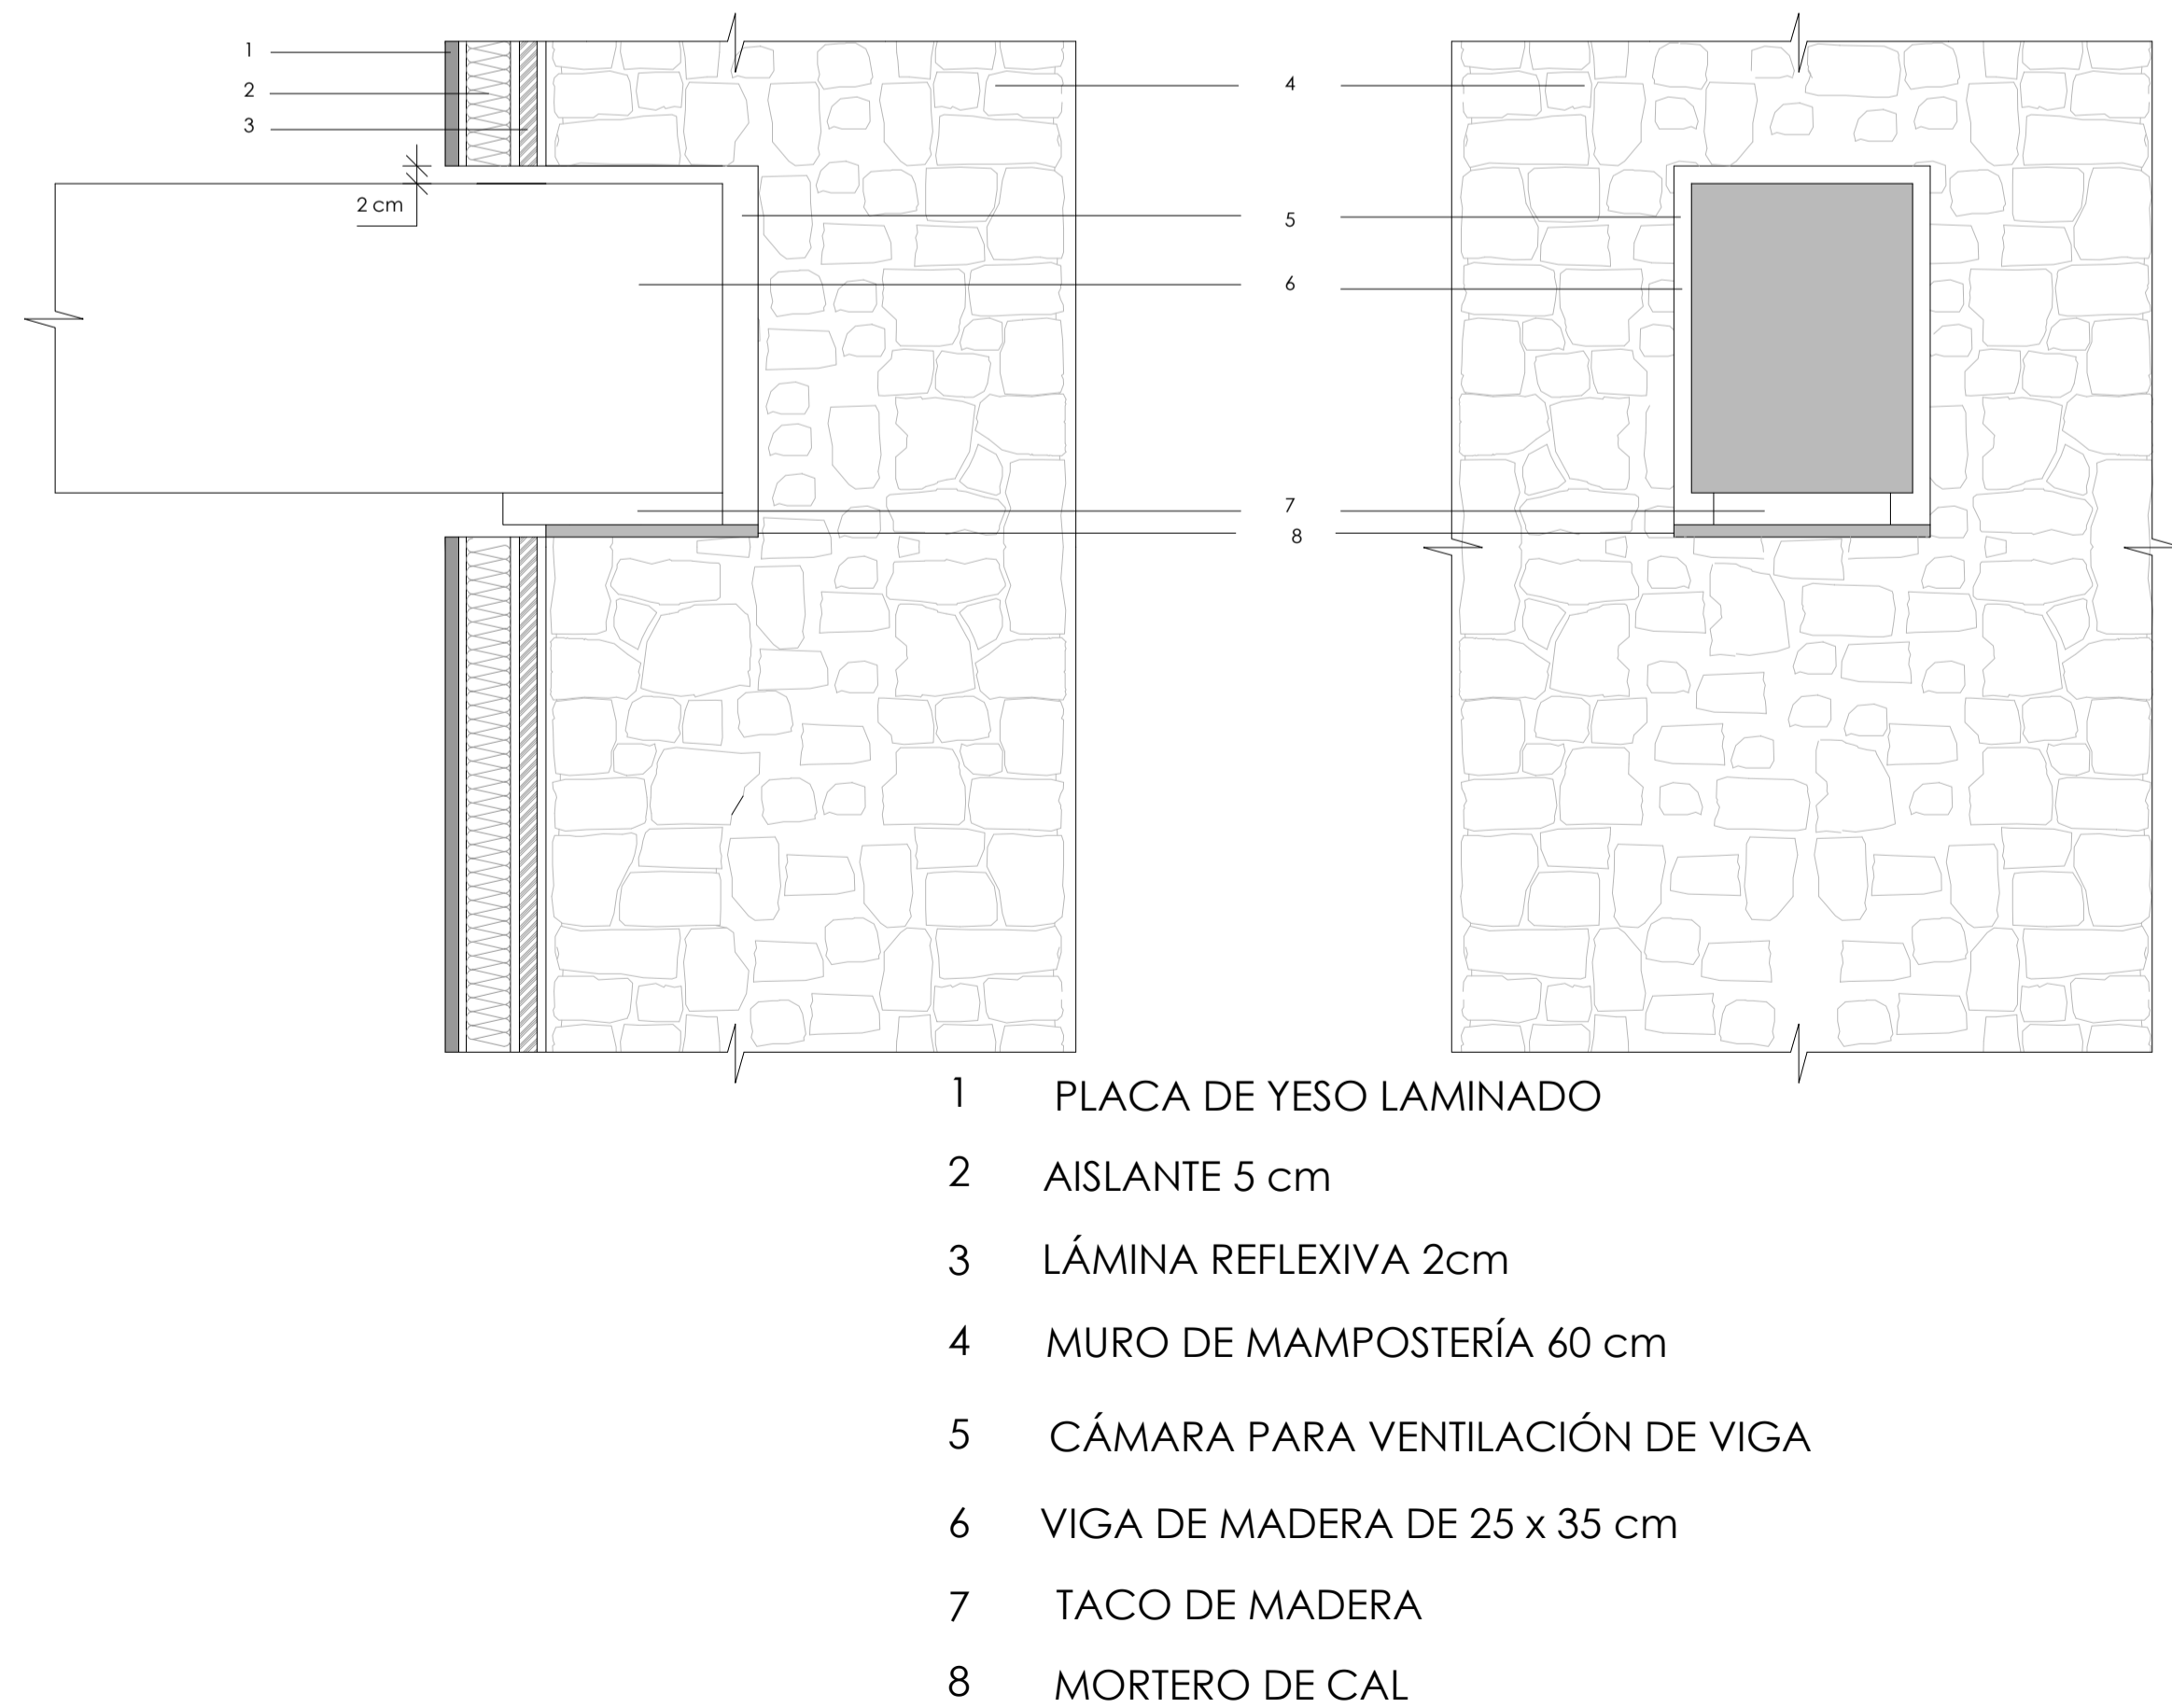 1
2
3
2 cm
4
5
6
7
8
1 PLACA DE YESO LAMINADO
2 AISLANTE 5 cm
3 LÁMINA REFLEXIVA 2cm
4 MURO DE MAMPOSTERÍA 60 cm
5 CÁMARA PARA VENTILACIÓN DE VIGA
6 VIGA DE MADERA DE 25 x 35 cm
7 TACO DE MADERA
8 MORTERO DE CAL